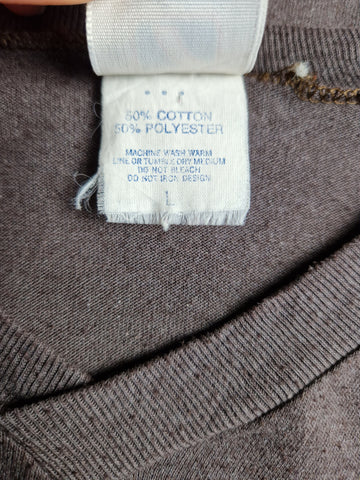 50% COTTON
50% POLYESTER
MACHINE WASH WARM
LINE OR TUMBLE DRY MEDIUM
DO NOT BLEACH
DO NOT IRON DESIGN
L